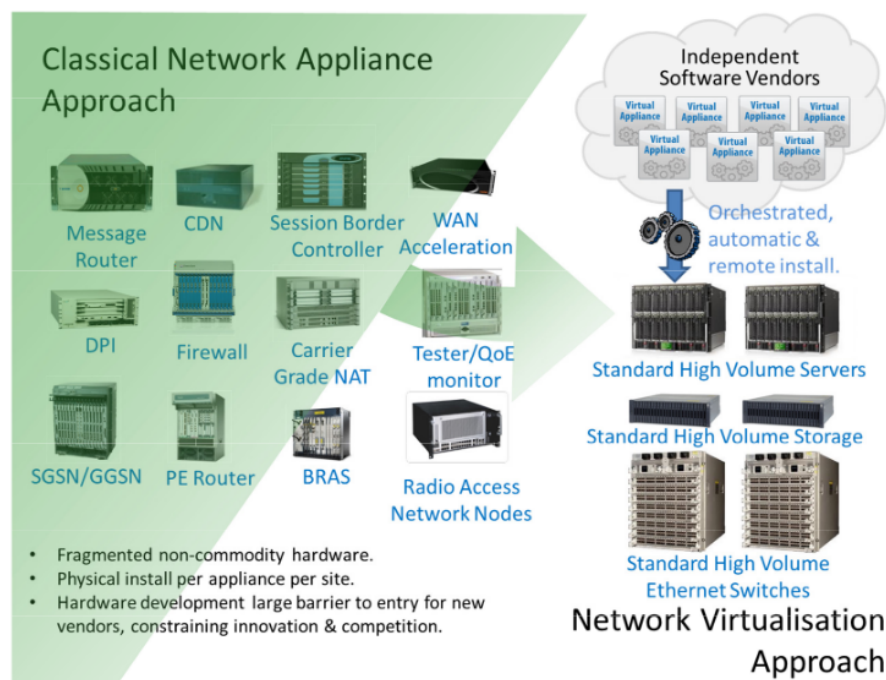 Classical Network Appliance
Approach
Message
Router
CDN
Session Border
Controller
WAN
Acceleration
DPI
Firewall
Carrier
Grade NAT
Tester/QoE
monitor
SGSN/GGSN
PE Router
BRAS
Radio Access
Network Nodes
• Fragmented non-commodity hardware.
• Physical install per appliance per site.
• Hardware development large barrier to entry for new
vendors, constraining innovation & competition.
Independent
Software Vendors
Virtual
Appliance
Virtual
Appliance
Virtual
Appliance
Virtual
Appliance
Virtual
Appliance
Virtual
Appliance
Virtual
Appliance
Orchestrated,
automatic &
remote install.
Standard High Volume Servers
Standard High Volume Storage
Standard High Volume
Ethernet Switches
Network Virtualisation
Approach